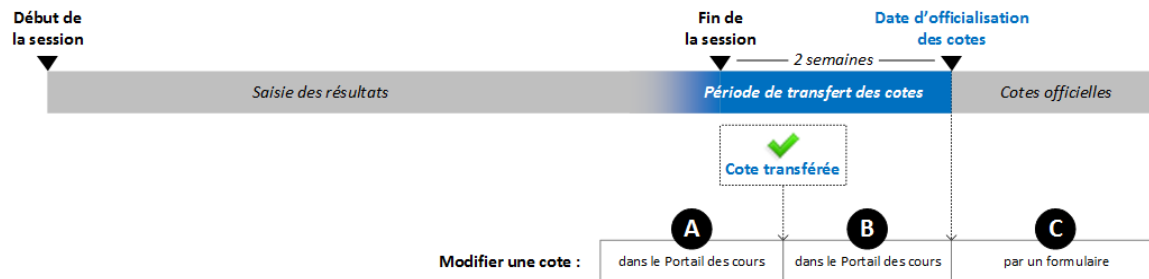 Début de
la session
Fin de
la session
Date d'officialisation
des cotes
2 semaines
Saisie des résultats
Période de transfert des cotes
Cotes officielles
Cote transférée
A
B
C
Modifier une cote :
dans le Portail des cours
dans le Portail des cours
par un formulaire